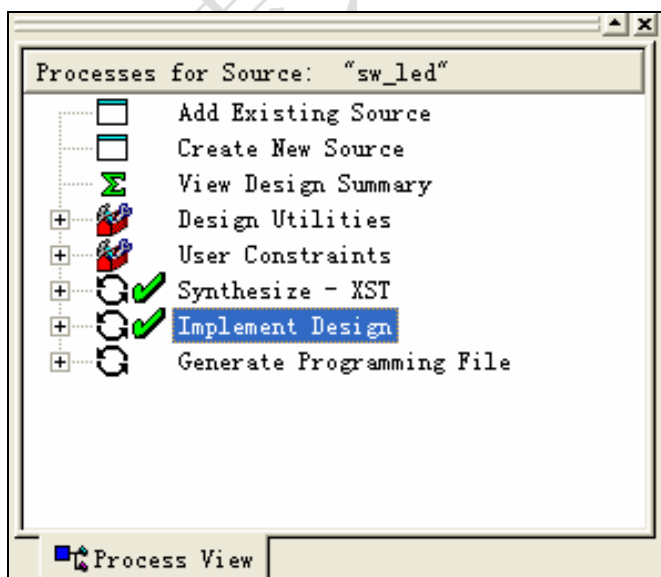 Processes for Source: "sw_led"
Add Existing Source
Create New Source
View Design Summary
Design Utilities
User Constraints
Synthesize - XST
Implement Design
Generate Programming File
Process View